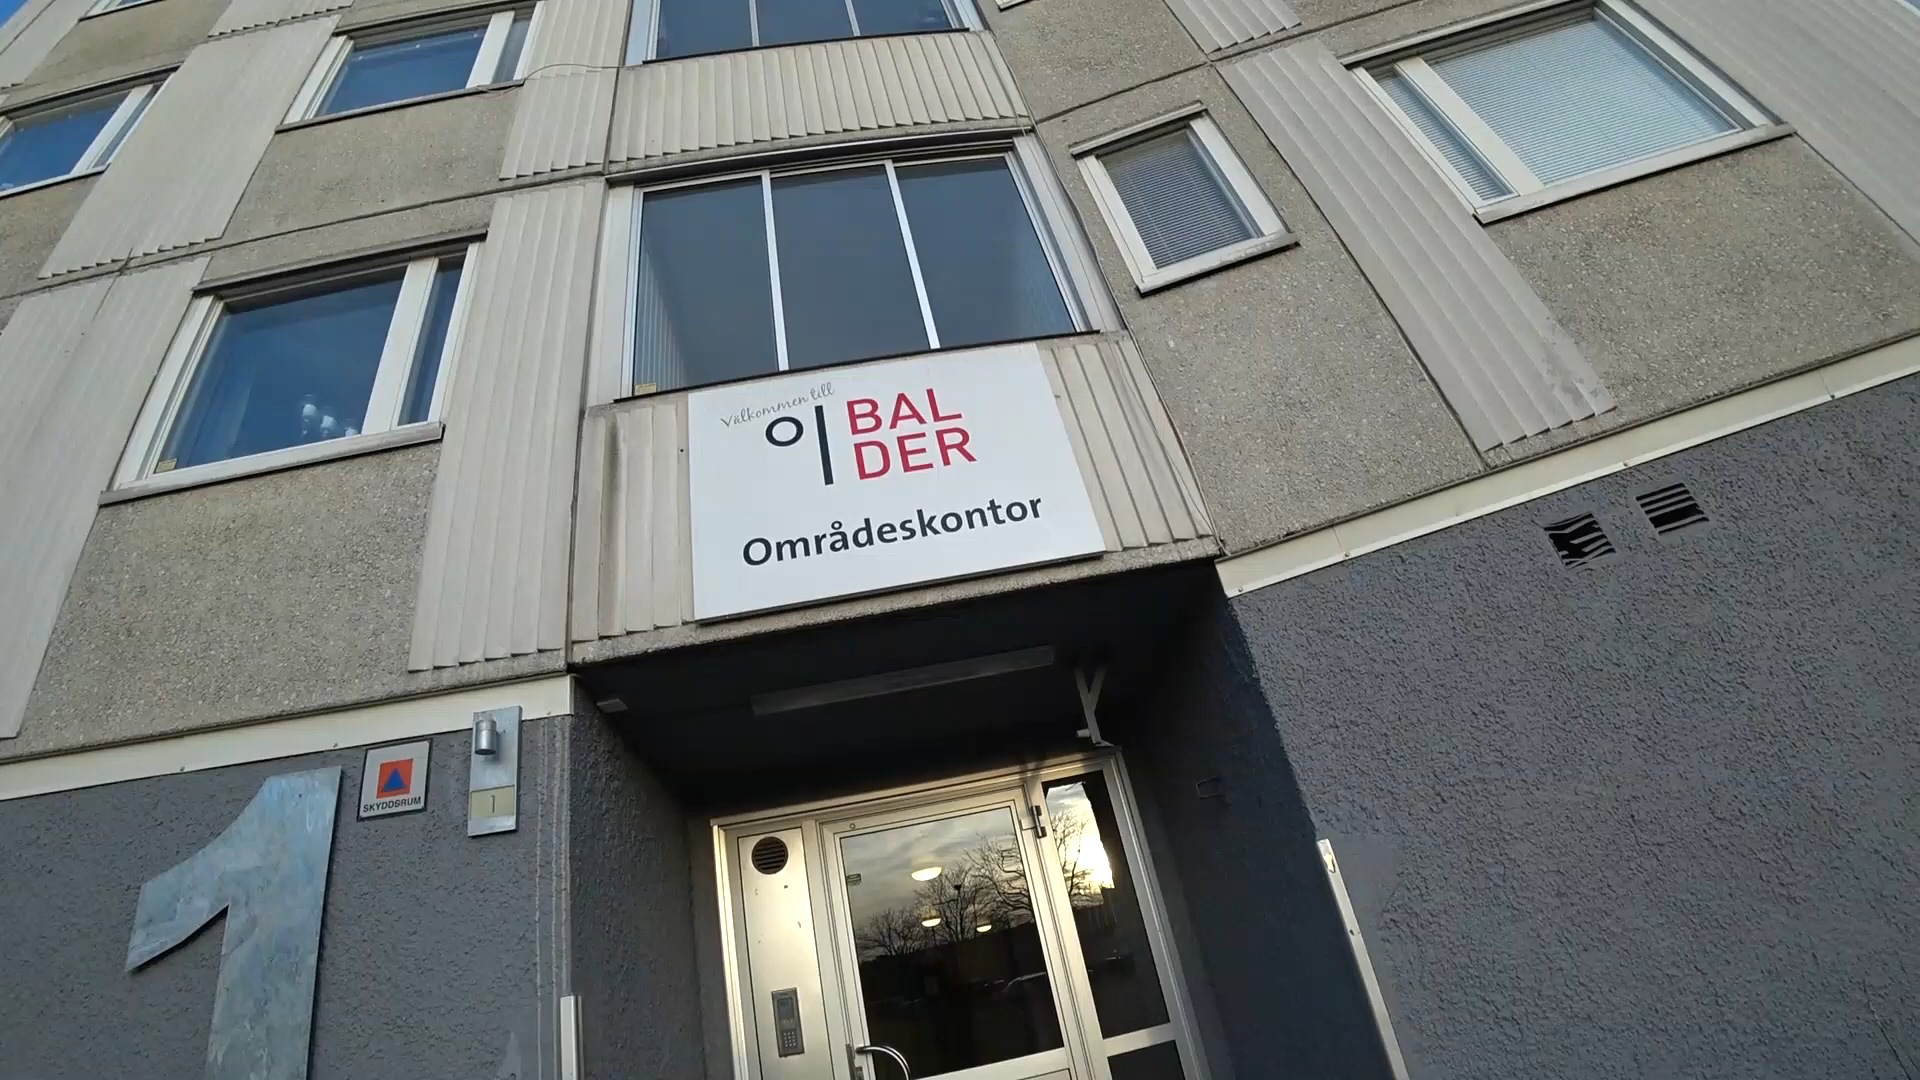 Välkommen till
BAL
DER
Områdeskontor
SKYDDSRUM
1
1